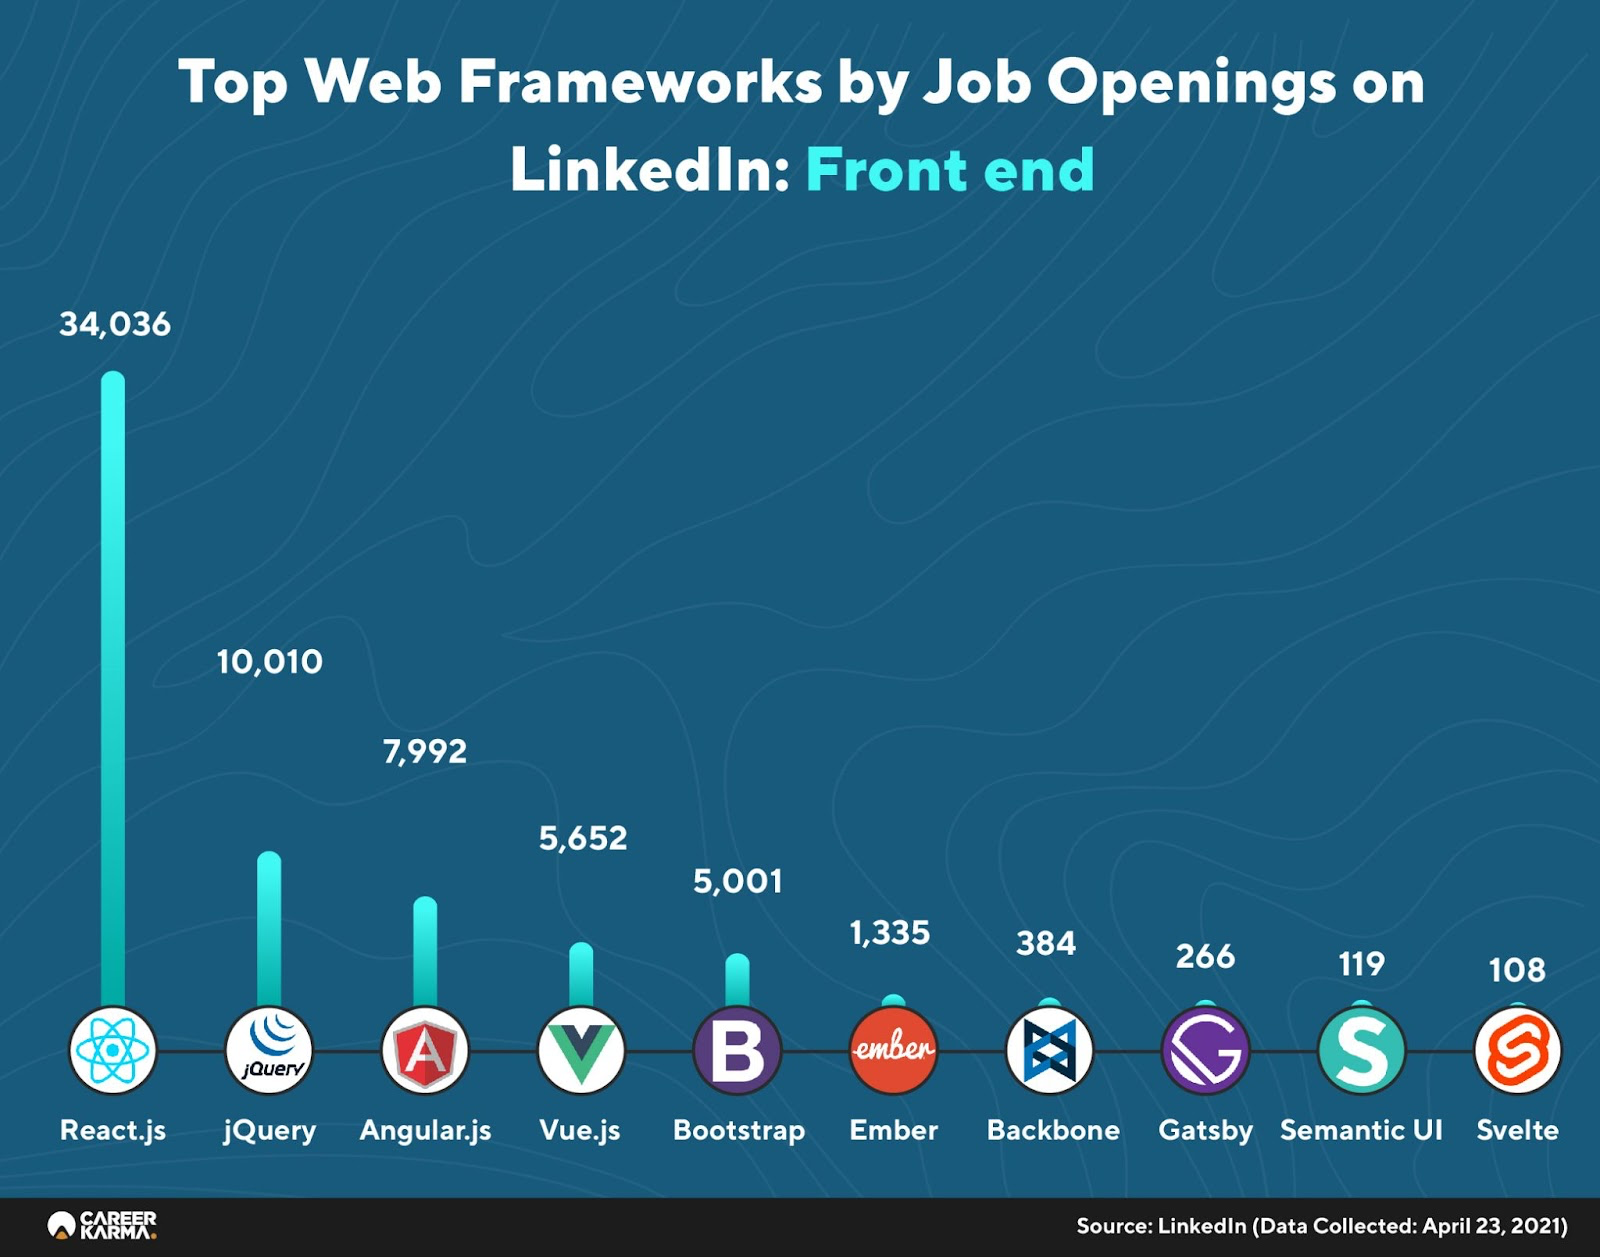 Top Web Frameworks by Job Openings on
LinkedIn: Front end
34,036
10,010
7,992
5,652
5,001
1,335
384
266
119
108
jQuery
B
ember
S
React.js
jQuery
Angular.js
Vue.js
Bootstrap
Ember
Backbone
Gatsby
Semantic UI
Svelte
CAREER
KARMA.
Source: LinkedIn (Data Collected: April 23, 2021)